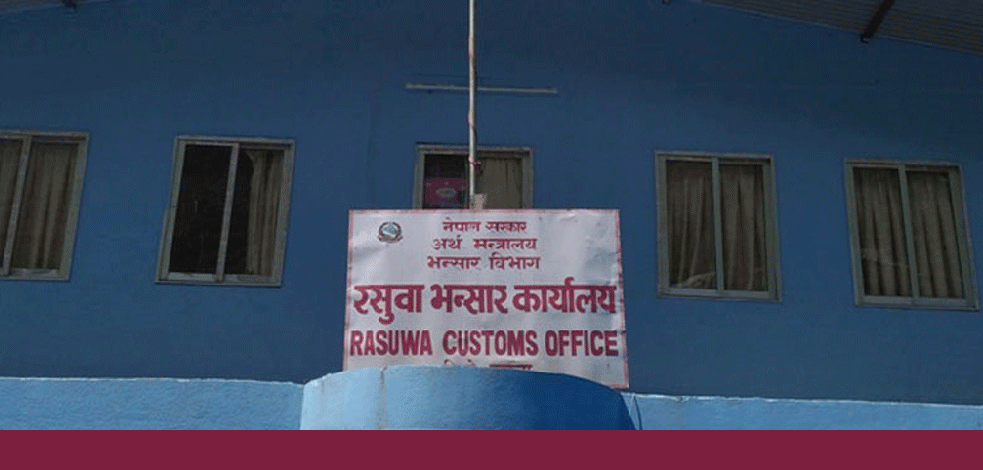 नेपाल सरकार
अर्थ मन्त्रालय
भन्सार विभाग
रसुवा भन्सार कार्यालय
RASUWA CUSTOMS OFFICE